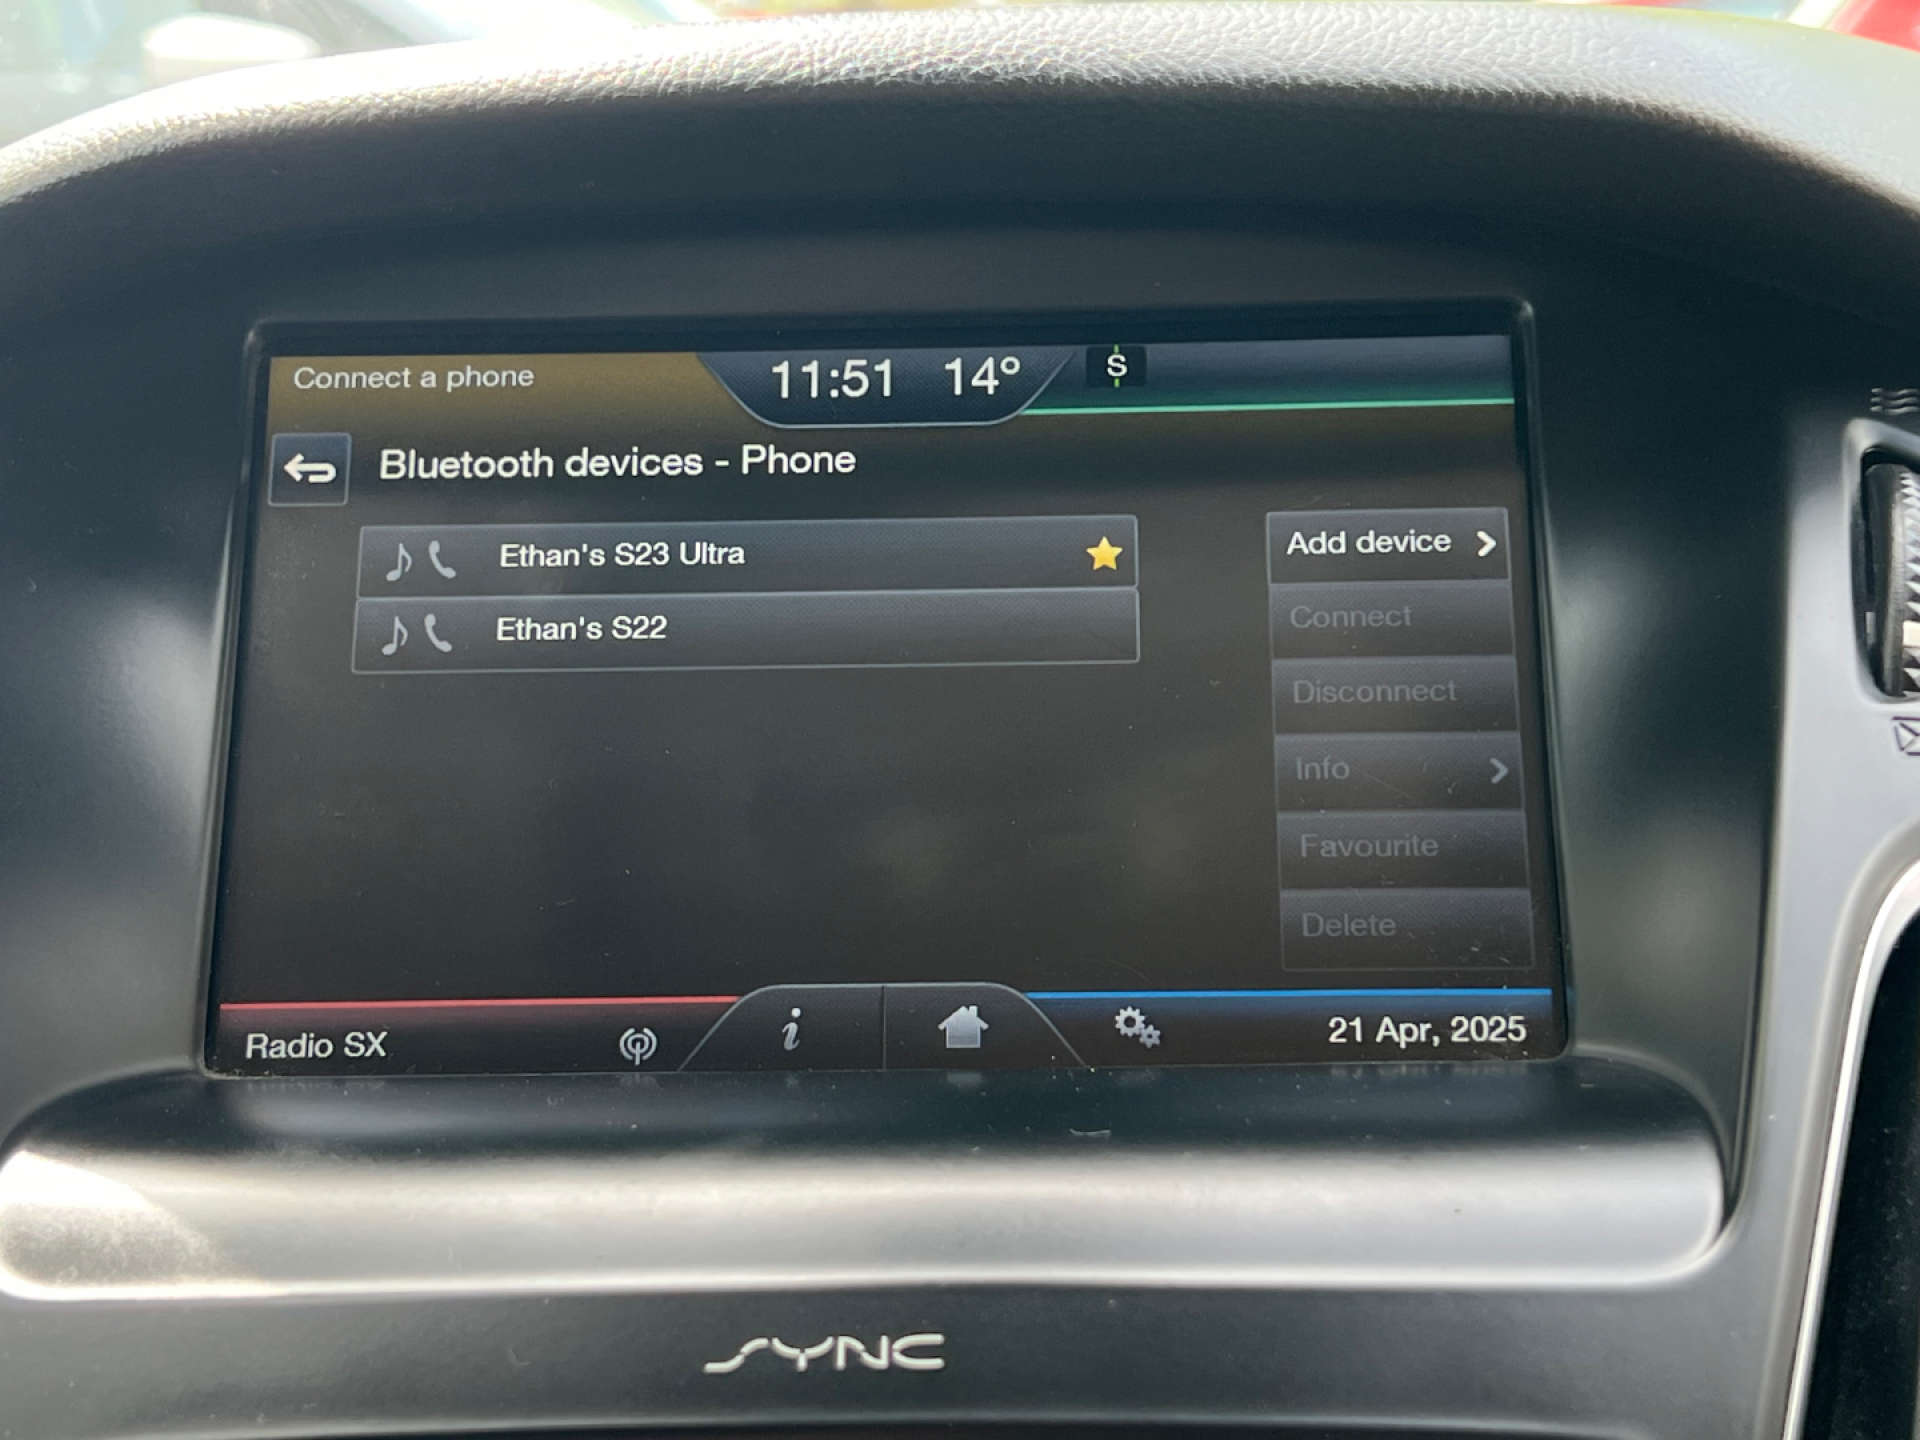 Connect a phone
11:51 14°
S
Bluetooth devices - Phone
Ethan's S23 Ultra
Ethan's S22
Add device
Connect
Disconnect
Info
Favourite
Delete
Radio SX
i
21 Apr, 2025
SYNC